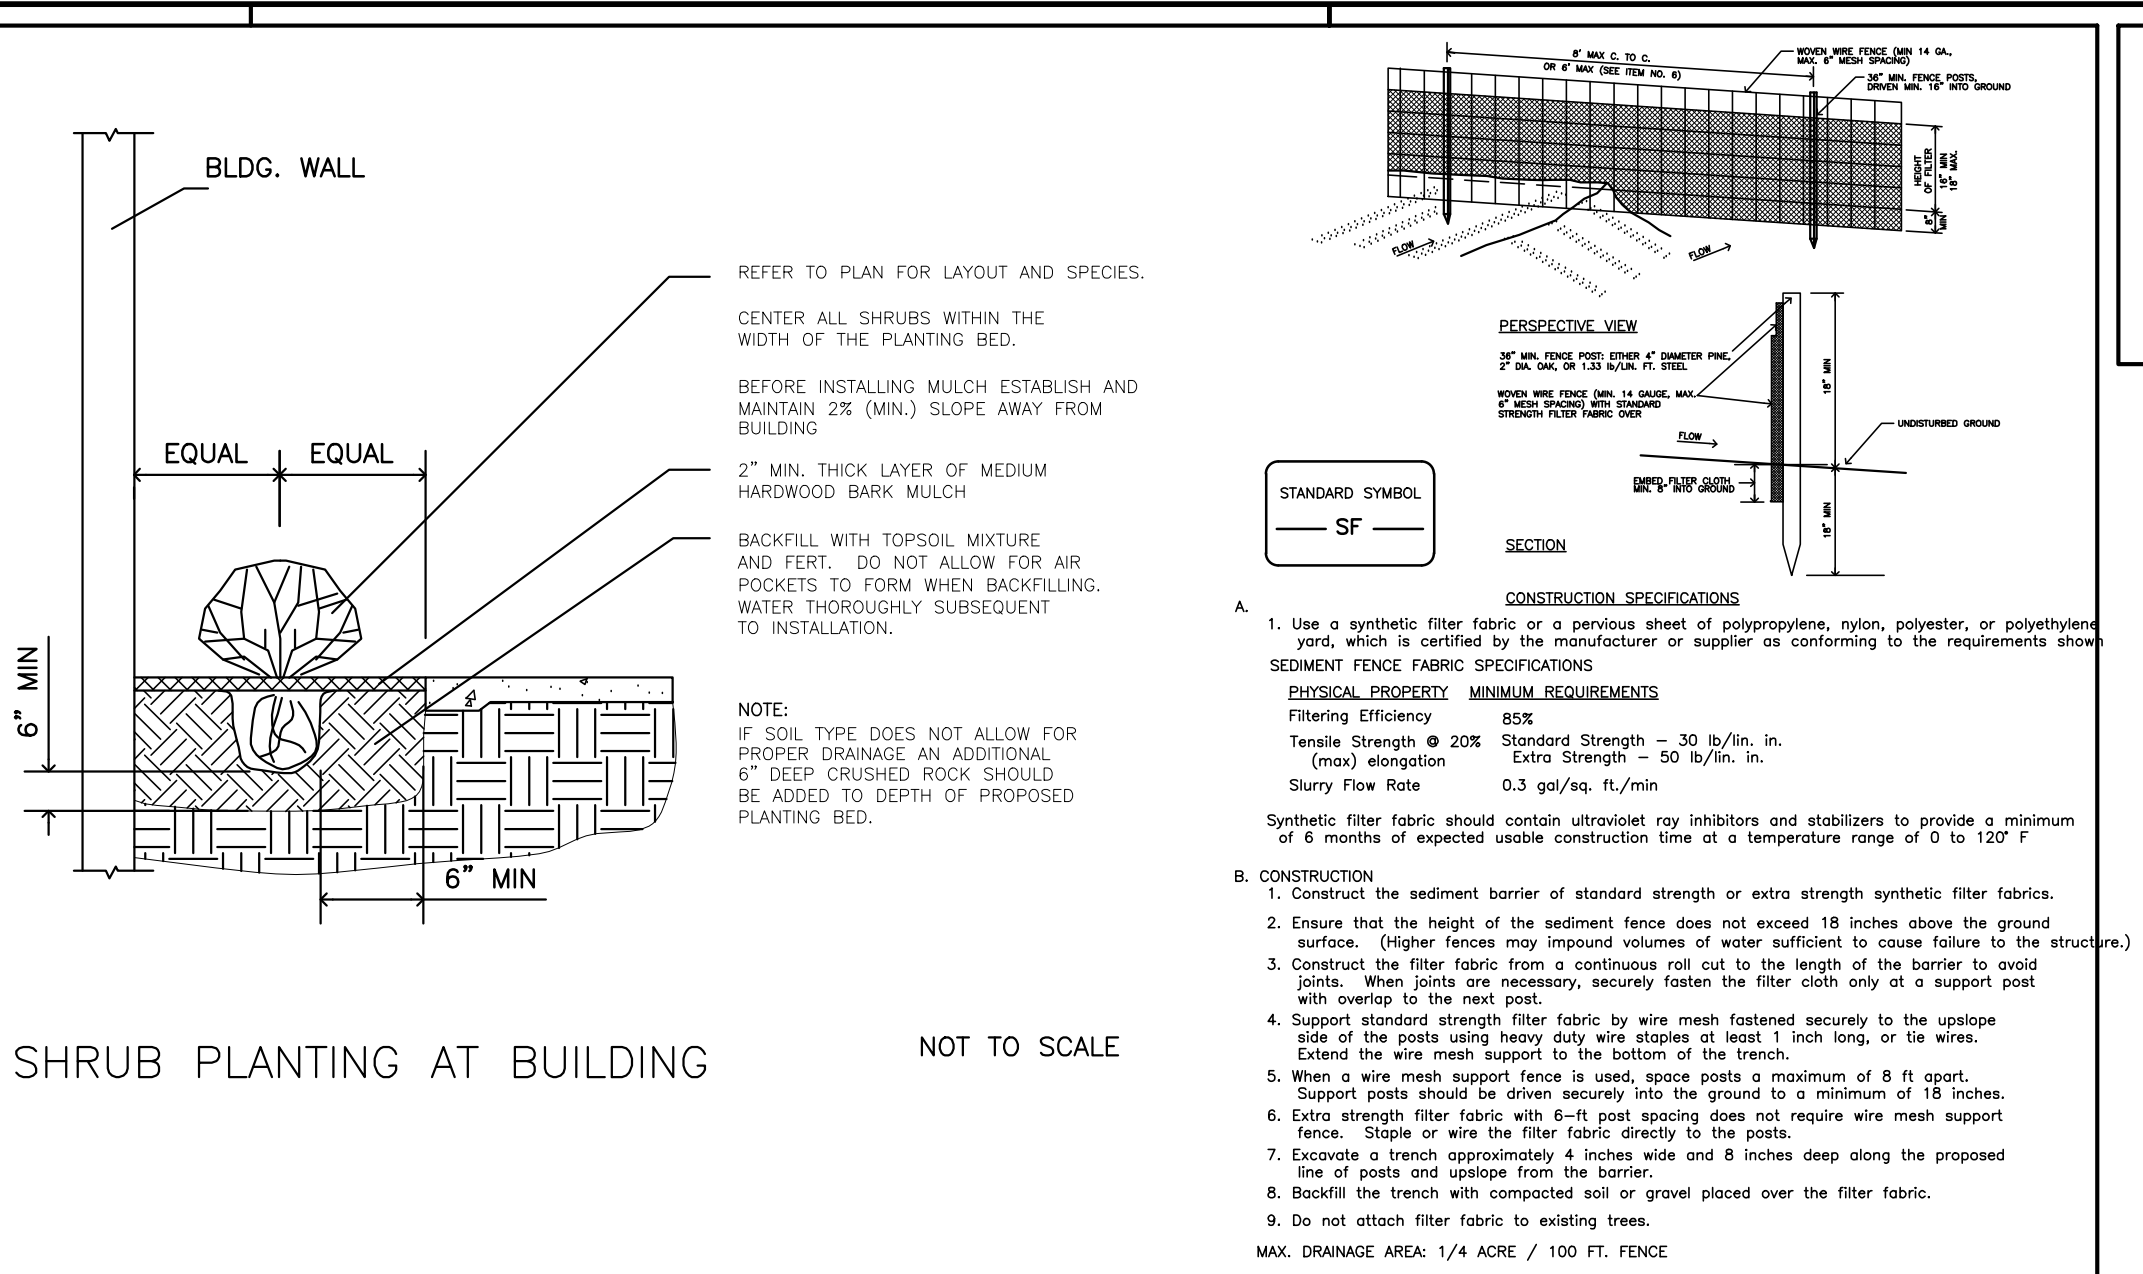 BLDG. WALL
EQUAL
EQUAL
6" MIN
6" MIN
REFER TO PLAN FOR LAYOUT AND SPECIES.
CENTER ALL SHRUBS WITHIN THE
WIDTH OF THE PLANTING BED.
BEFORE INSTALLING MULCH ESTABLISH AND
MAINTAIN 2% (MIN.) SLOPE AWAY FROM
BUILDING
2" MIN. THICK LAYER OF MEDIUM
HARDWOOD BARK MULCH
BACKFILL WITH TOPSOIL MIXTURE
AND FERT. DO NOT ALLOW FOR AIR
POCKETS TO FORM WHEN BACKFILLING.
WATER THOROUGHLY SUBSEQUENT
TO INSTALLATION.
NOTE:
IF SOIL TYPE DOES NOT ALLOW FOR
PROPER DRAINAGE AN ADDITIONAL
6" DEEP CRUSHED ROCK SHOULD
BE ADDED TO DEPTH OF PROPOSED
PLANTING BED.
SHRUB PLANTING AT BUILDING
NOT TO SCALE
8' MAX C. TO C.
OR 6' MAX (SEE ITEM NO. 6)
WOVEN WIRE FENCE (MIN 14 GA.,
MAX. 6" MESH SPACING)
36" MIN. FENCE POSTS,
DRIVEN MIN. 16" INTO GROUND
HEIGHT
OF FILTER
16" MIN
18" MAX.
8"
MIN
FLOW
FLOW
PERSPECTIVE VIEW
36" MIN. FENCE POST: EITHER 4" DIAMETER PINE,
2" DIA. OAK, OR 1.33 lb/LIN. FT. STEEL
WOVEN WIRE FENCE (MIN. 14 GAUGE, MAX.
6" MESH SPACING) WITH STANDARD
STRENGTH FILTER FABRIC OVER
18" MIN
FLOW
UNDISTURBED GROUND
EMBED FILTER CLOTH
MIN. 8" INTO GROUND
18" MIN
SECTION
STANDARD SYMBOL
SF
CONSTRUCTION SPECIFICATIONS
A.
1. Use a synthetic filter fabric or a pervious sheet of polypropylene, nylon, polyester, or polyethylene
yard, which is certified by the manufacturer or supplier as conforming to the requirements shown
SEDIMENT FENCE FABRIC SPECIFICATIONS
PHYSICAL PROPERTY MINIMUM REQUIREMENTS
Filtering Efficiency 85%
Tensile Strength @ 20% Standard Strength – 30 lb/lin. in.
(max) elongation Extra Strength – 50 lb/lin. in.
Slurry Flow Rate 0.3 gal/sq. ft./min
Synthetic filter fabric should contain ultraviolet ray inhibitors and stabilizers to provide a minimum
of 6 months of expected usable construction time at a temperature range of 0 to 120° F
B. CONSTRUCTION
1. Construct the sediment barrier of standard strength or extra strength synthetic filter fabrics.
2. Ensure that the height of the sediment fence does not exceed 18 inches above the ground
surface. (Higher fences may impound volumes of water sufficient to cause failure to the structure.)
3. Construct the filter fabric from a continuous roll cut to the length of the barrier to avoid
joints. When joints are necessary, securely fasten the filter cloth only at a support post
with overlap to the next post.
4. Support standard strength filter fabric by wire mesh fastened securely to the upslope
side of the posts using heavy duty wire staples at least 1 inch long, or tie wires.
Extend the wire mesh support to the bottom of the trench.
5. When a wire mesh support fence is used, space posts a maximum of 8 ft apart.
Support posts should be driven securely into the ground to a minimum of 18 inches.
6. Extra strength filter fabric with 6–ft post spacing does not require wire mesh support
fence. Staple or wire the filter fabric directly to the posts.
7. Excavate a trench approximately 4 inches wide and 8 inches deep along the proposed
line of posts and upslope from the barrier.
8. Backfill the trench with compacted soil or gravel placed over the filter fabric.
9. Do not attach filter fabric to existing trees.
MAX. DRAINAGE AREA: 1/4 ACRE / 100 FT. FENCE